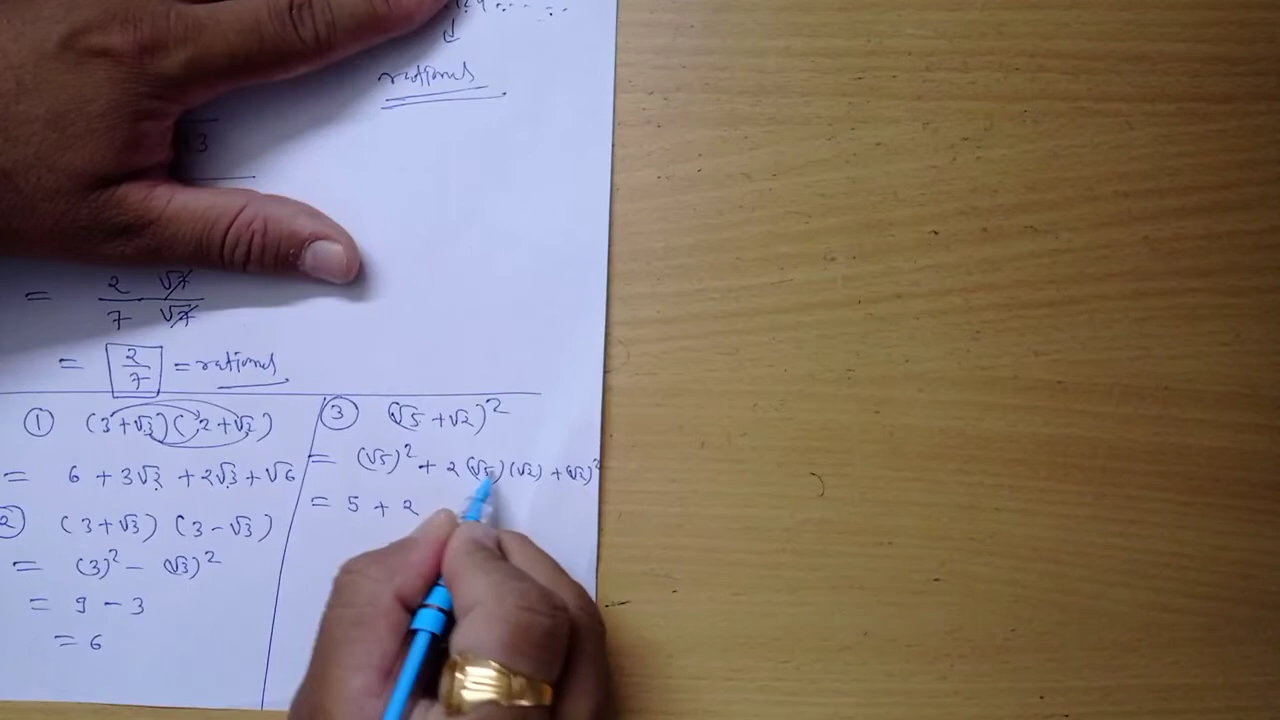 rational
√3
= 2 √7 / 7 √7
= 2/7 = rational
① (3+√3)(2+√2)
= 6 + 3√2 + 2√3 + √6
② (3+√3) (3-√3)
= (3)² - (√3)²
= 9 - 3
= 6
③ (√5 + √2)²
= (√5)² + 2(√5)(√2) + (√2)²
= 5 + 2